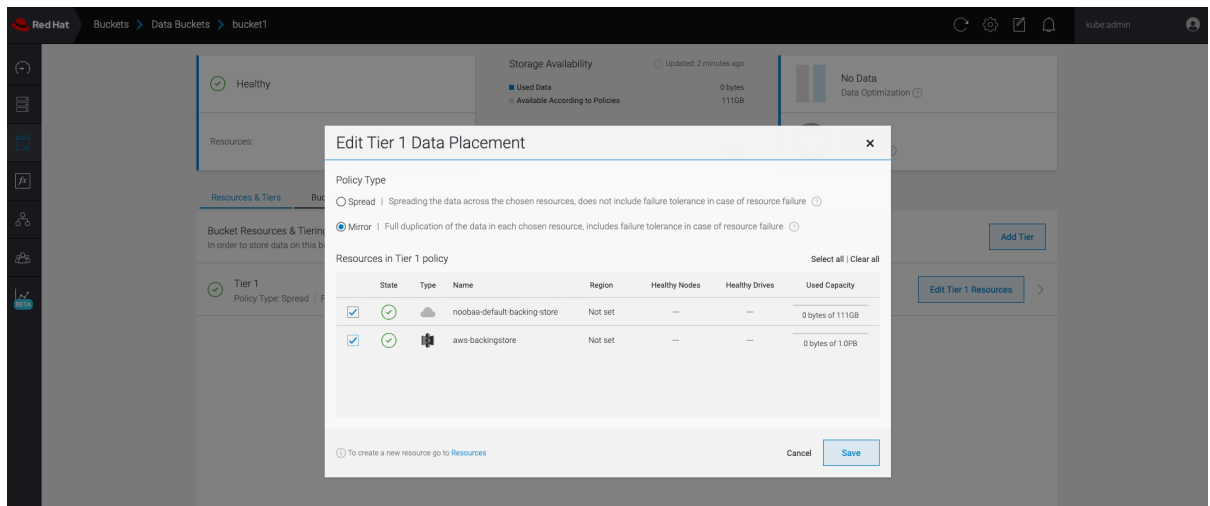 Red Hat
Buckets > Data Buckets > bucket1
kube:admin
Healthy
Storage Availability
Updated: 2 minutes ago
Used Data 0 bytes
Available According to Policies 111GB
No Data
Data Optimization
Resources:
Resources & Tiers
Buc
Bucket Resources & Tiering
In order to store data on this b
Add Tier
Tier 1
Policy Type: Spread
Edit Tier 1 Resources
BETA
Edit Tier 1 Data Placement
Policy Type
Spread | Spreading the data across the chosen resources, does not include failure tolerance in case of resource failure
Mirror | Full duplication of the data in each chosen resource, includes failure tolerance in case of resource failure
Resources in Tier 1 policy
Select all | Clear all
State Type Name Region Healthy Nodes Healthy Drives Used Capacity
noobaa-default-backing-store Not set — — 0 bytes of 111GB
aws-backingstore Not set — — 0 bytes of 1.0PB
To create a new resource go to Resources
Cancel
Save